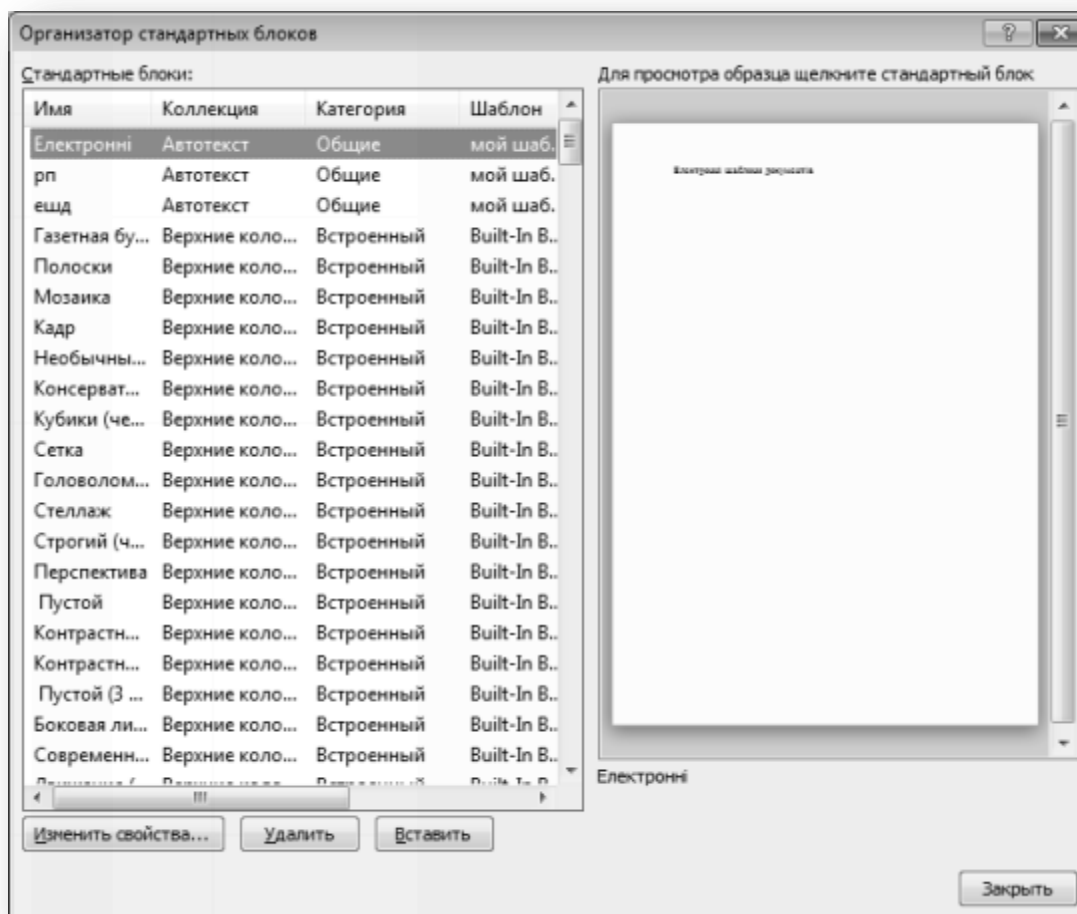 Организатор стандартных блоков
Стандартные блоки:
Для просмотра образца щелкните стандартный блок
Имя Коллекция Категория Шаблон
Електронні Автотекст Общие мой шаб.
рп Автотекст Общие мой шаб.
ешд Автотекст Общие мой шаб.
Газетная бу... Верхние коло... Встроенный Built-In B..
Полоски Верхние коло... Встроенный Built-In B..
Мозаика Верхние коло... Встроенный Built-In B..
Кадр Верхние коло... Встроенный Built-In B..
Необычны... Верхние коло... Встроенный Built-In B..
Консерват... Верхние коло... Встроенный Built-In B..
Кубики (че... Верхние коло... Встроенный Built-In B..
Сетка Верхние коло... Встроенный Built-In B..
Головолом... Верхние коло... Встроенный Built-In B..
Стеллаж Верхние коло... Встроенный Built-In B..
Строгий (ч... Верхние коло... Встроенный Built-In B..
Перспектива Верхние коло... Встроенный Built-In B..
Пустой Верхние коло... Встроенный Built-In B..
Контрастн... Верхние коло... Встроенный Built-In B..
Контрастн... Верхние коло... Встроенный Built-In B..
Пустой (3 ... Верхние коло... Встроенный Built-In B..
Боковая ли... Верхние коло... Встроенный Built-In B..
Современн... Верхние коло... Встроенный Built-In B..
Електронні
Изменить свойства... Удалить Вставить
Закрыть